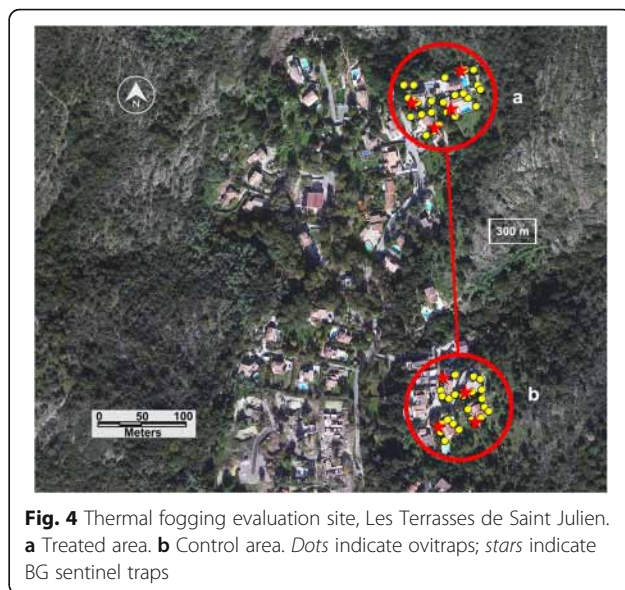 N
a
300 m
b
0 50 100
Meters
Fig. 4 Thermal fogging evaluation site, Les Terrasses de Saint Julien.
a Treated area. b Control area. Dots indicate ovitraps; stars indicate
BG sentinel traps